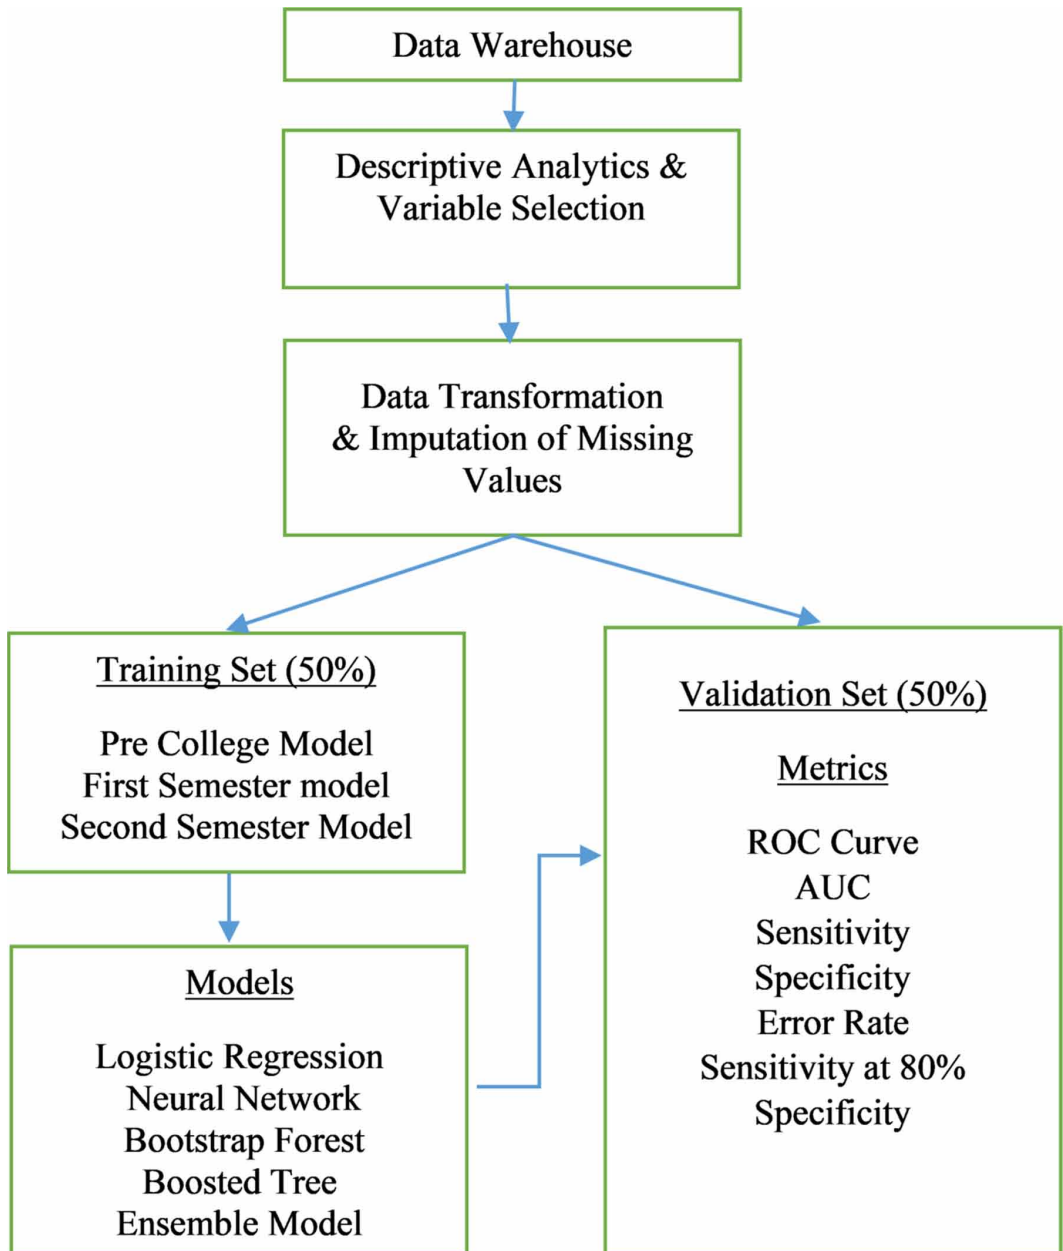 Data Warehouse
Descriptive Analytics &
Variable Selection
Data Transformation
& Imputation of Missing
Values
Training Set (50%)
Pre College Model
First Semester model
Second Semester Model
Models
Logistic Regression
Neural Network
Bootstrap Forest
Boosted Tree
Ensemble Model
Validation Set (50%)
Metrics
ROC Curve
AUC
Sensitivity
Specificity
Error Rate
Sensitivity at 80%
Specificity